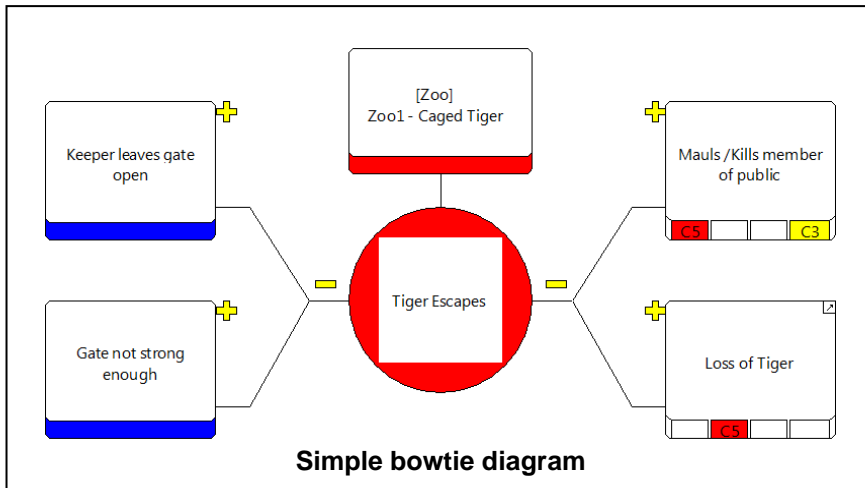 [Zoo]
Zoo1 - Caged Tiger
Keeper leaves gate
open
Mauls /Kills member
of public
C5
C3
Tiger Escapes
Gate not strong
enough
Loss of Tiger
C5
Simple bowtie diagram